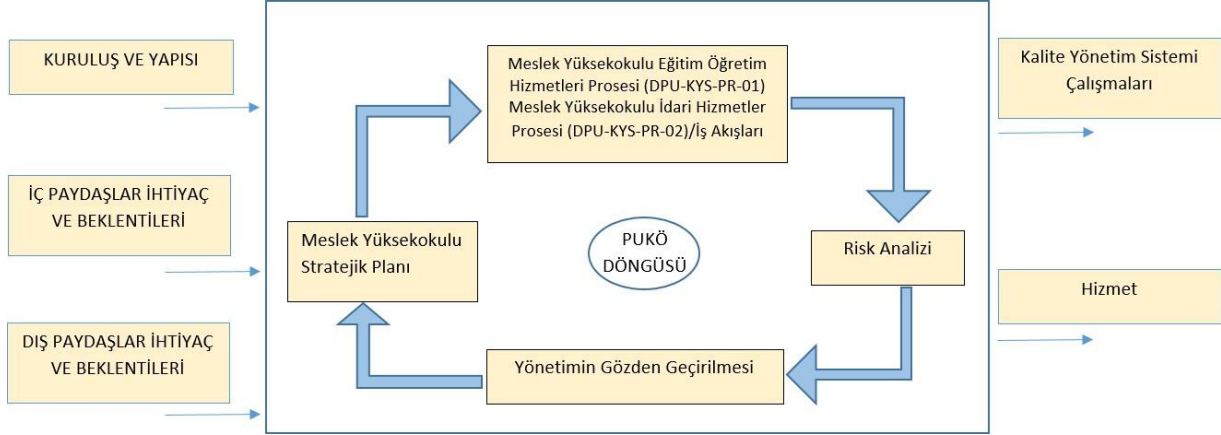 KURULUŞ VE YAPISI
İÇ PAYDAŞLAR İHTİYAÇ
VE BEKLENTİLERİ
DIŞ PAYDAŞLAR İHTİYAÇ
VE BEKLENTİLERİ
Meslek Yüksekokulu Eğitim Öğretim
Hizmetleri Prosesi (DPU-KYS-PR-01)
Meslek Yüksekokulu İdari Hizmetler
Prosesi (DPU-KYS-PR-02)/İş Akışları
Meslek Yüksekokulu
Stratejik Planı
PUKÖ
DÖNGÜSÜ
Risk Analizi
Yönetimin Gözden Geçirilmesi
Kalite Yönetim Sistemi
Çalışmaları
Hizmet